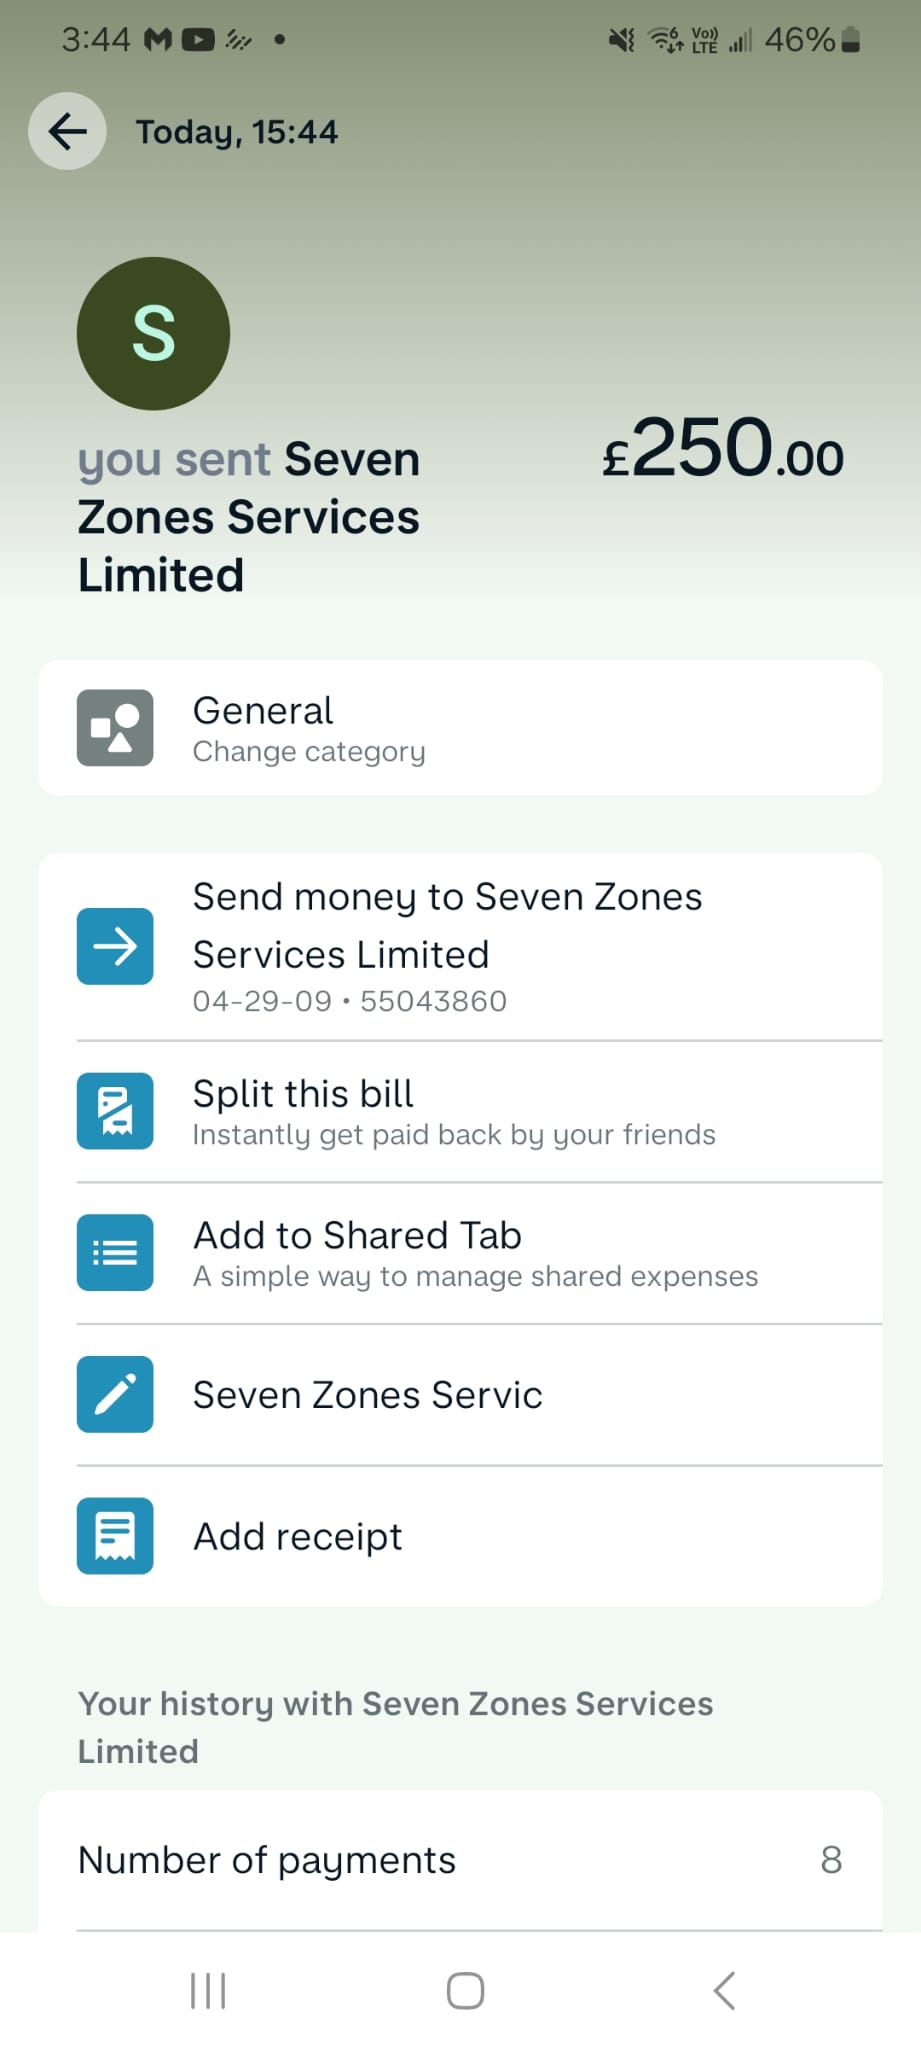 3:44
Vo)) LTE
46%
Today, 15:44
S
you sent Seven
Zones Services
Limited
£250.00
General
Change category
Send money to Seven Zones
Services Limited
04-29-09 • 55043860
Split this bill
Instantly get paid back by your friends
Add to Shared Tab
A simple way to manage shared expenses
Seven Zones Servic
Add receipt
Your history with Seven Zones Services
Limited
Number of payments
8